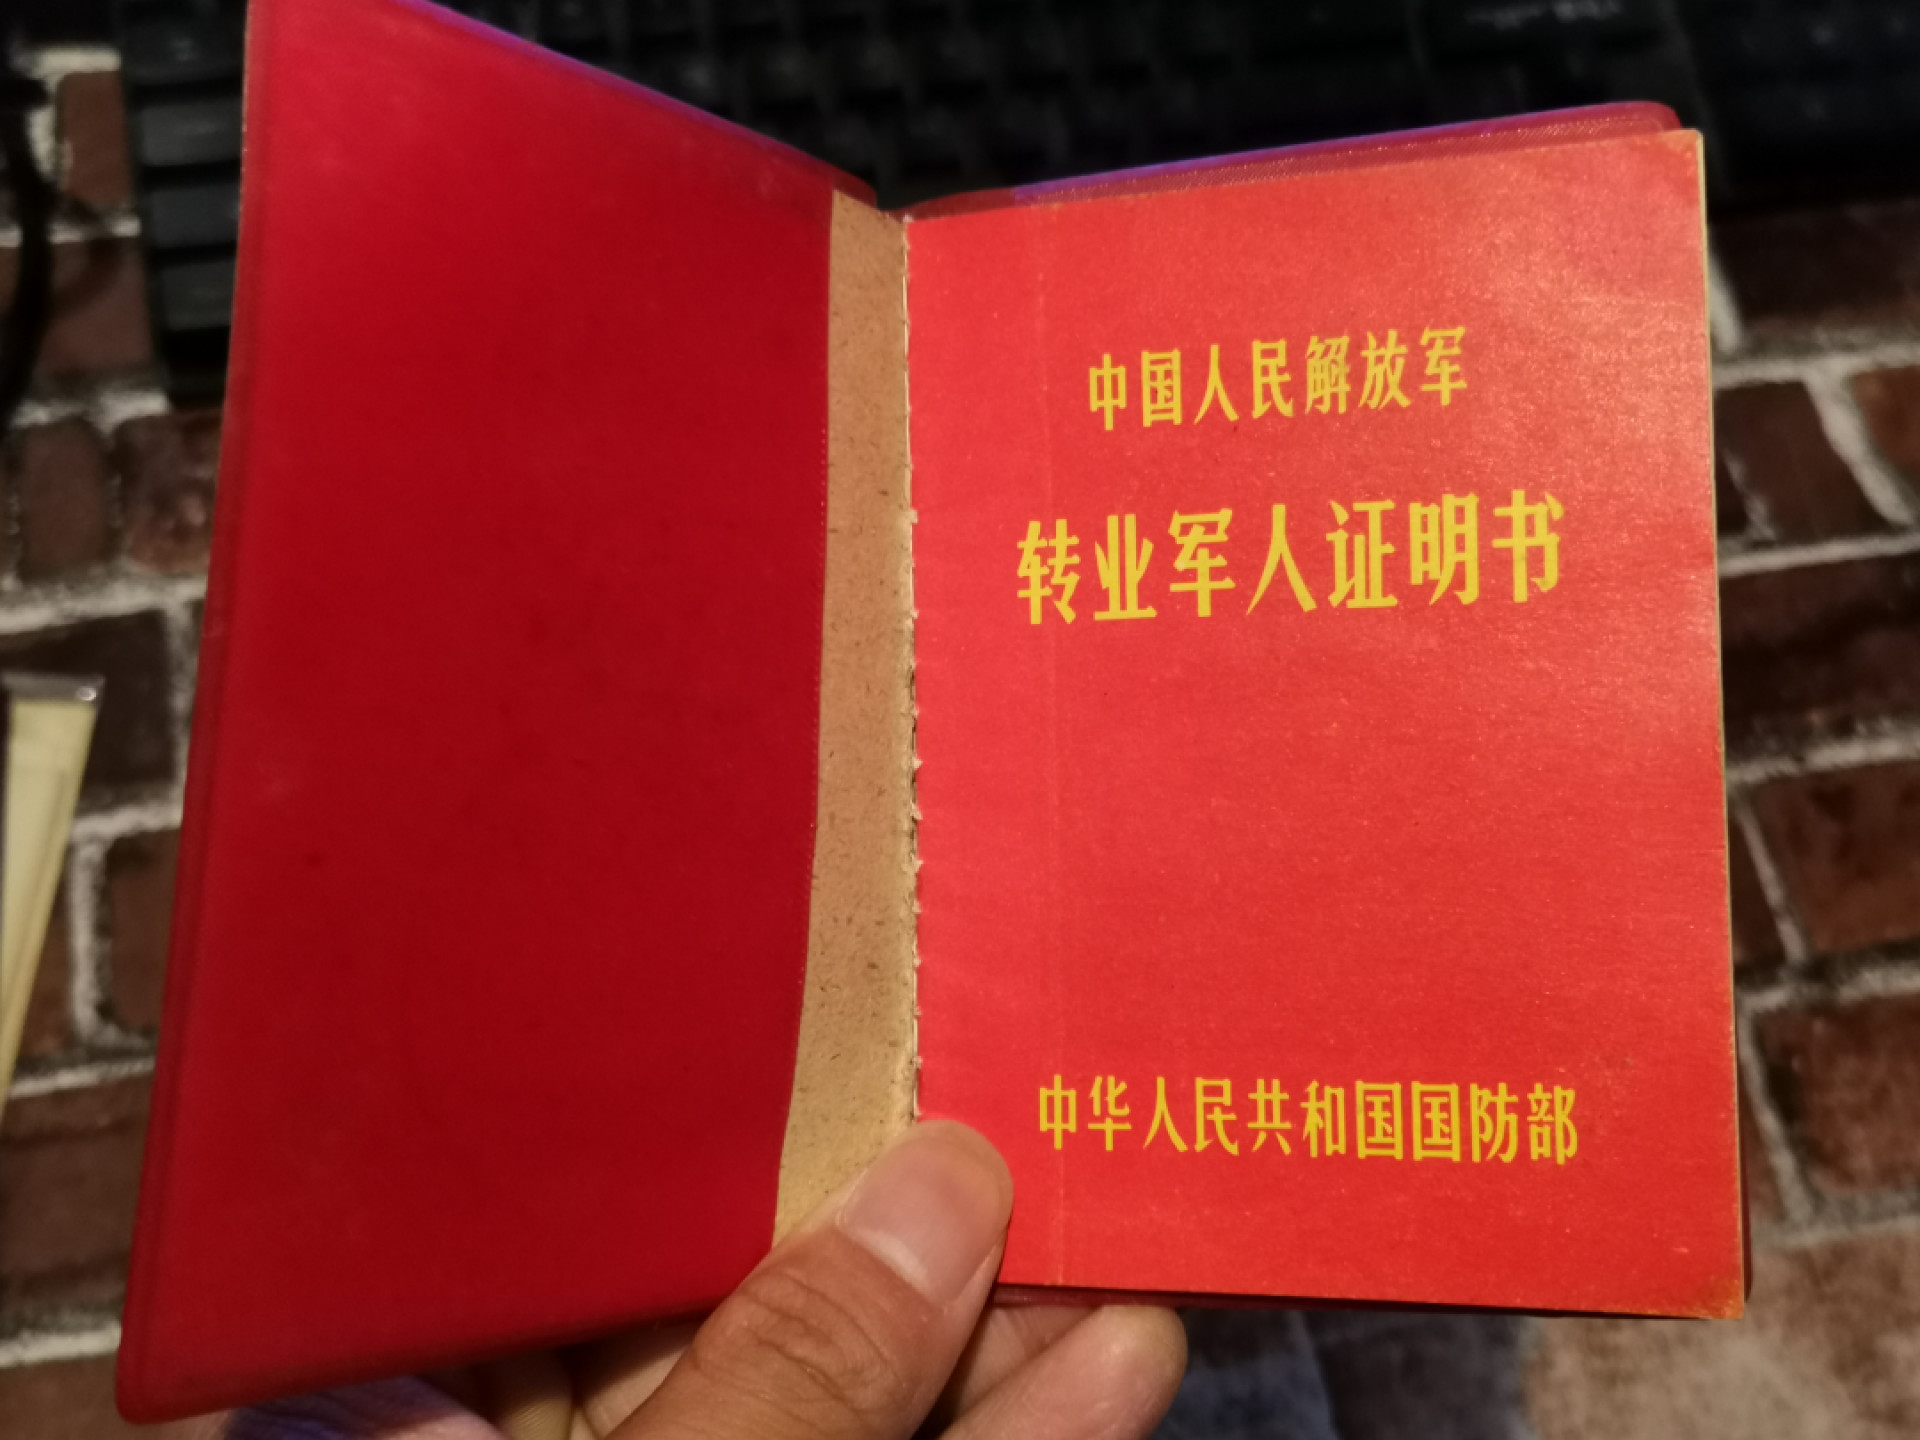 中国人民解放军
转业军人证明书
中华人民共和国国防部